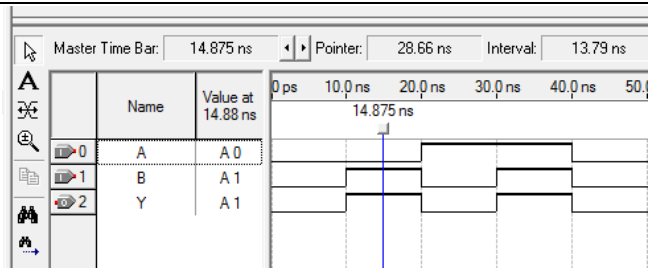 Master Time Bar: 14.875 ns Pointer: 28.66 ns Interval: 13.79 ns
A
Name Value at 14.88 ns
0 ps 10.0 ns 20.0 ns 30.0 ns 40.0 ns 50.
14.875 ns
0 A A 0
1 B A 1
2 Y A 1